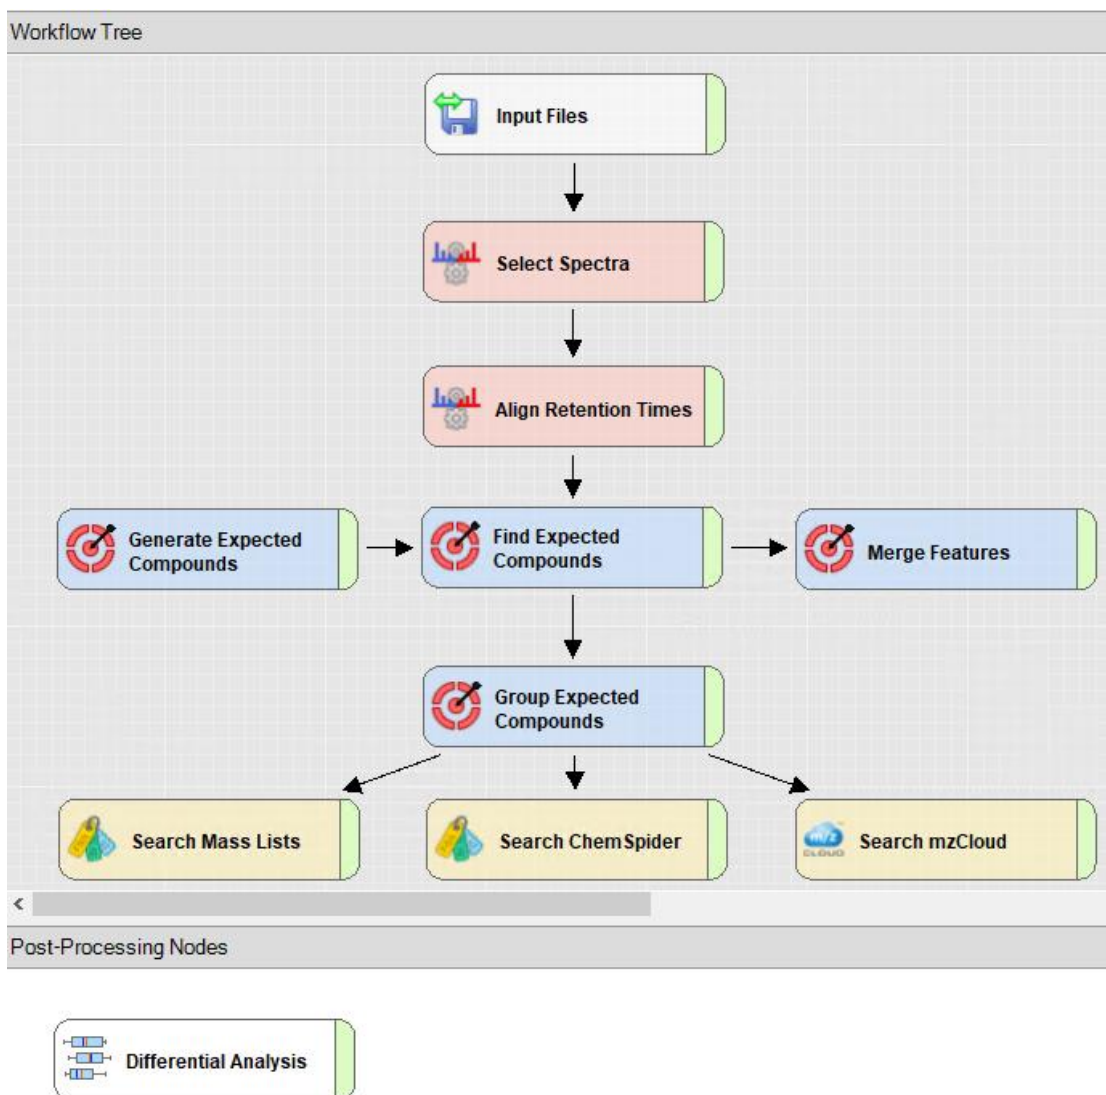 Workflow Tree
Input Files
Select Spectra
Align Retention Times
Generate Expected
Compounds
Find Expected
Compounds
Merge Features
Group Expected
Compounds
Search Mass Lists
Search ChemSpider
m/z
CLOUD
Search mzCloud
Post-Processing Nodes
Differential Analysis